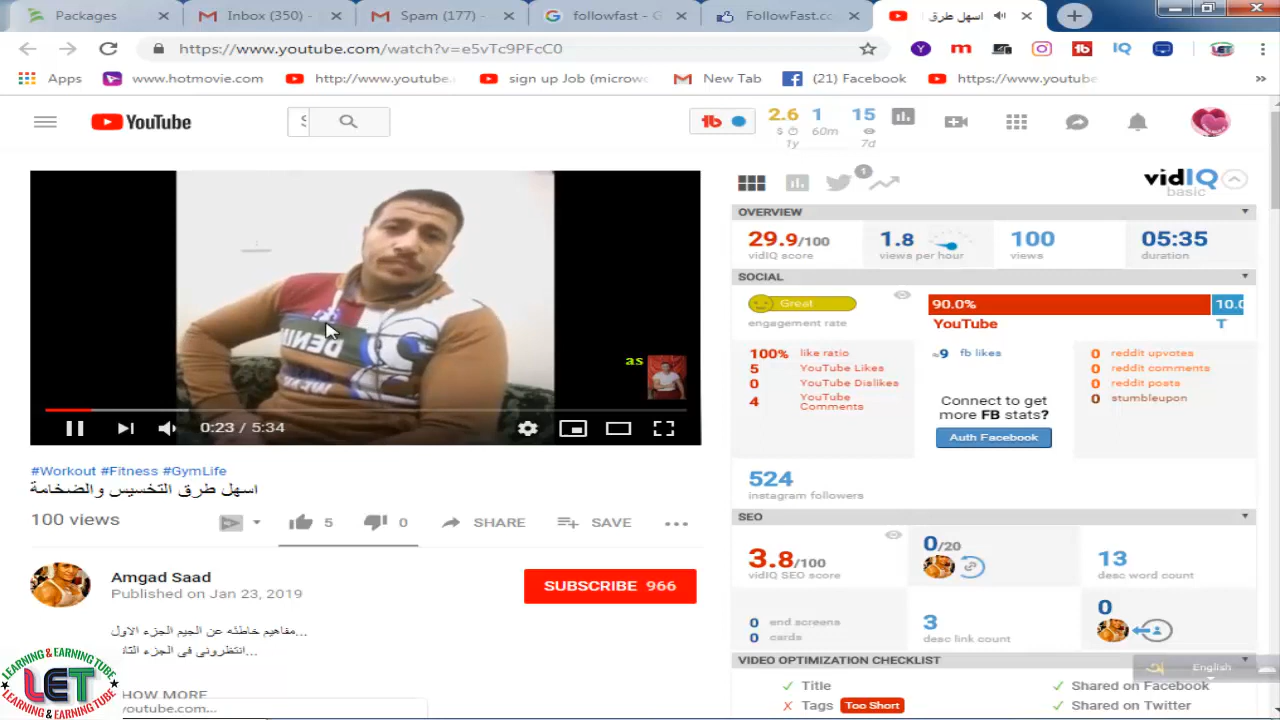 Packages
Inbox (350) -
Spam (177) -
followfast - G
FollowFast.cc
اسهل طرق
https://www.youtube.com/watch?v=e5vTc9PFcC0
Apps
www.hotmovie.com
http://www.youtube.
sign up Job (microw
New Tab
(21) Facebook
https://www.youtube
»
YouTube
2.6
1
15
60m
1y
7d
vidIQ
basic
1
OVERVIEW
29.9/100
vidIQ score
1.8
views per hour
100
views
05:35
duration
SOCIAL
Great
engagement rate
90.0%
10.0
YouTube
T
100% like ratio
5 YouTube Likes
0 YouTube Dislikes
4 YouTube Comments
≈9 fb likes
Connect to get
more FB stats?
Auth Facebook
0 reddit upvotes
0 reddit comments
0 reddit posts
0 stumbleupon
524
instagram followers
SEO
3.8/100
vidIQ SEO score
0/20
13
desc word count
0 end screens
0 cards
3
desc link count
0
VIDEO OPTIMIZATION CHECKLIST
✓ Title
✓ Shared on Facebook
X Tags Too Short
✓ Shared on Twitter
English
DENIM
as
0:23 / 5:34
#Workout #Fitness #GymLife
اسهل طرق التخسيس والضخامة
100 views
5
0
SHARE
SAVE
Amgad Saad
Published on Jan 23, 2019
SUBSCRIBE 966
مفاهيم خاطئه عن الجيم الجزء الاول...
HOW MORE
youtube.com...
LEARNING & EARNING TUBE
LET
LEARNING & EARNING TUBE